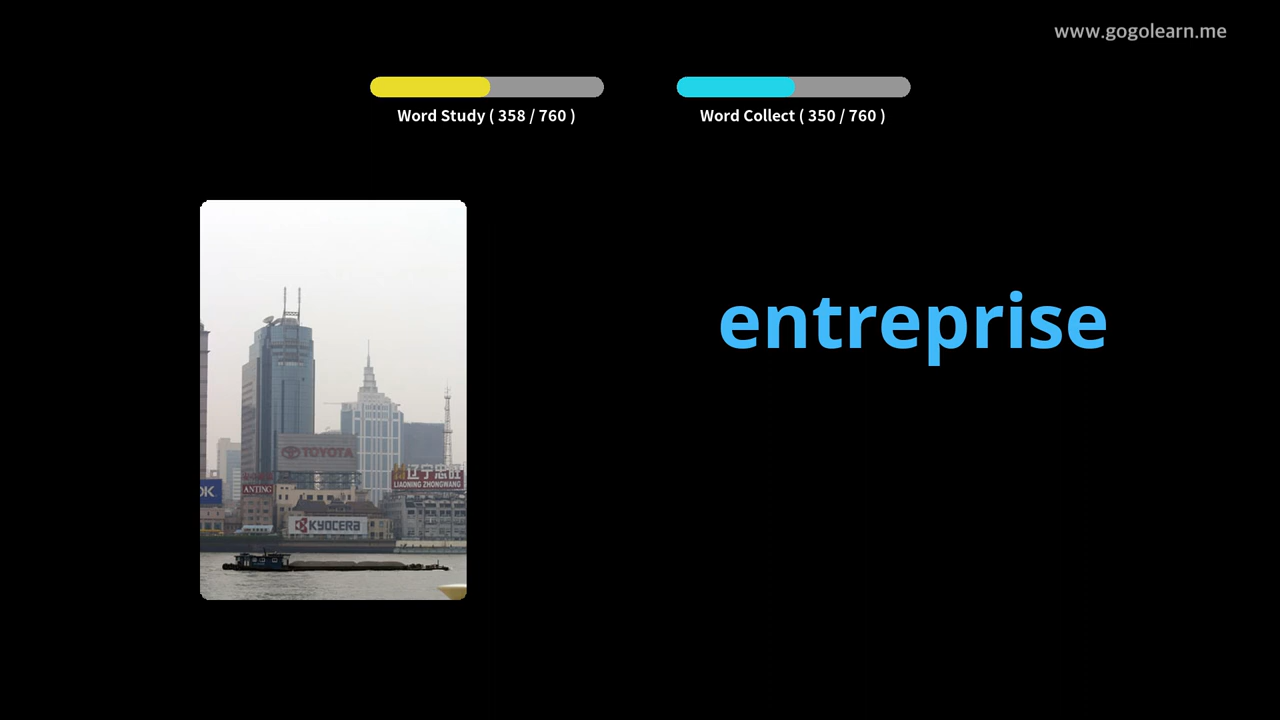 www.gogolearn.me
Word Study ( 358 / 760 )
Word Collect ( 350 / 760 )
entreprise
TOYOTA
辽宁忠旺
LIAONING ZHONGWANG
ANTING
KYOCERA